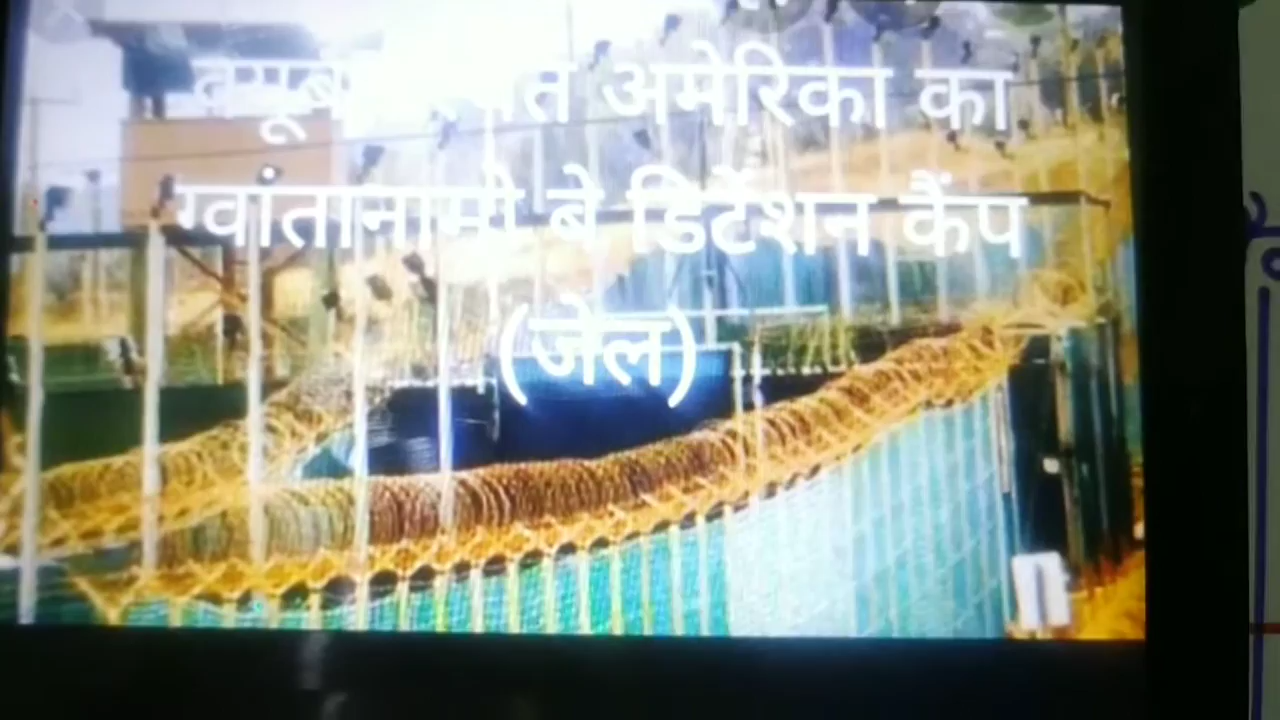 अमेरिका का
ग्वांतानामो बे डिटेंशन कैंप
(जेल)